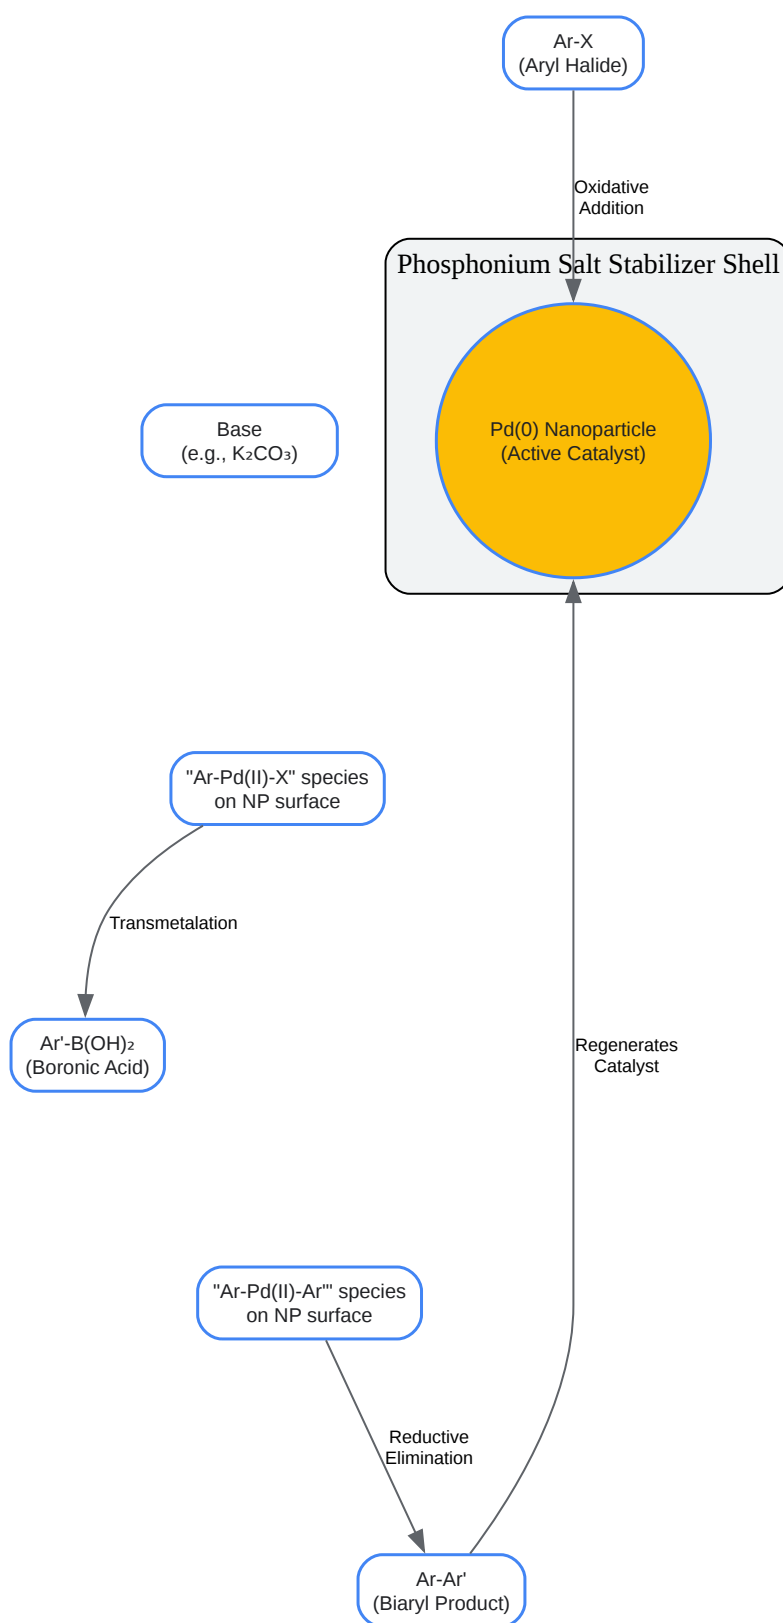 Ar-X
(Aryl Halide)
Oxidative
Addition
Phosphonium Salt Stabilizer Shell
Base
(e.g., K₂CO₃)
Pd(0) Nanoparticle
(Active Catalyst)
"Ar-Pd(II)-X" species
on NP surface
Transmetalation
Ar'-B(OH)₂
(Boronic Acid)
Regenerates
Catalyst
"Ar-Pd(II)-Ar'" species
on NP surface
Reductive
Elimination
Ar-Ar'
(Biaryl Product)